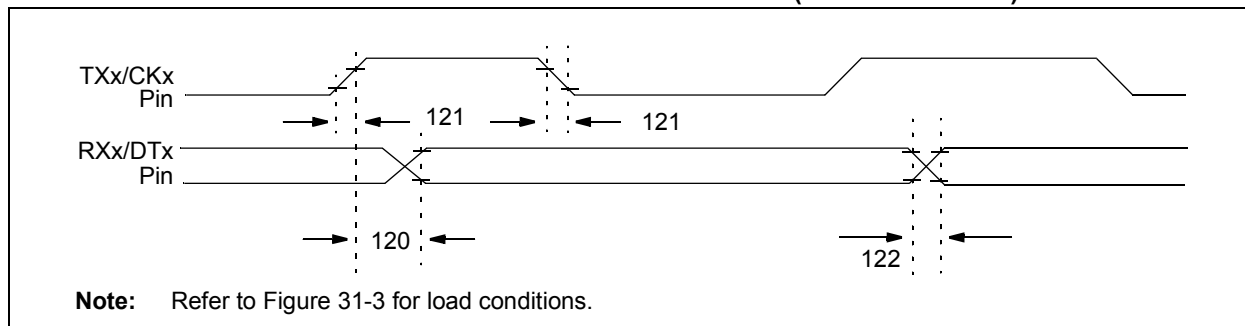 TXx/CKx
Pin
121
121
RXx/DTx
Pin
120
122
Note: Refer to Figure 31-3 for load conditions.